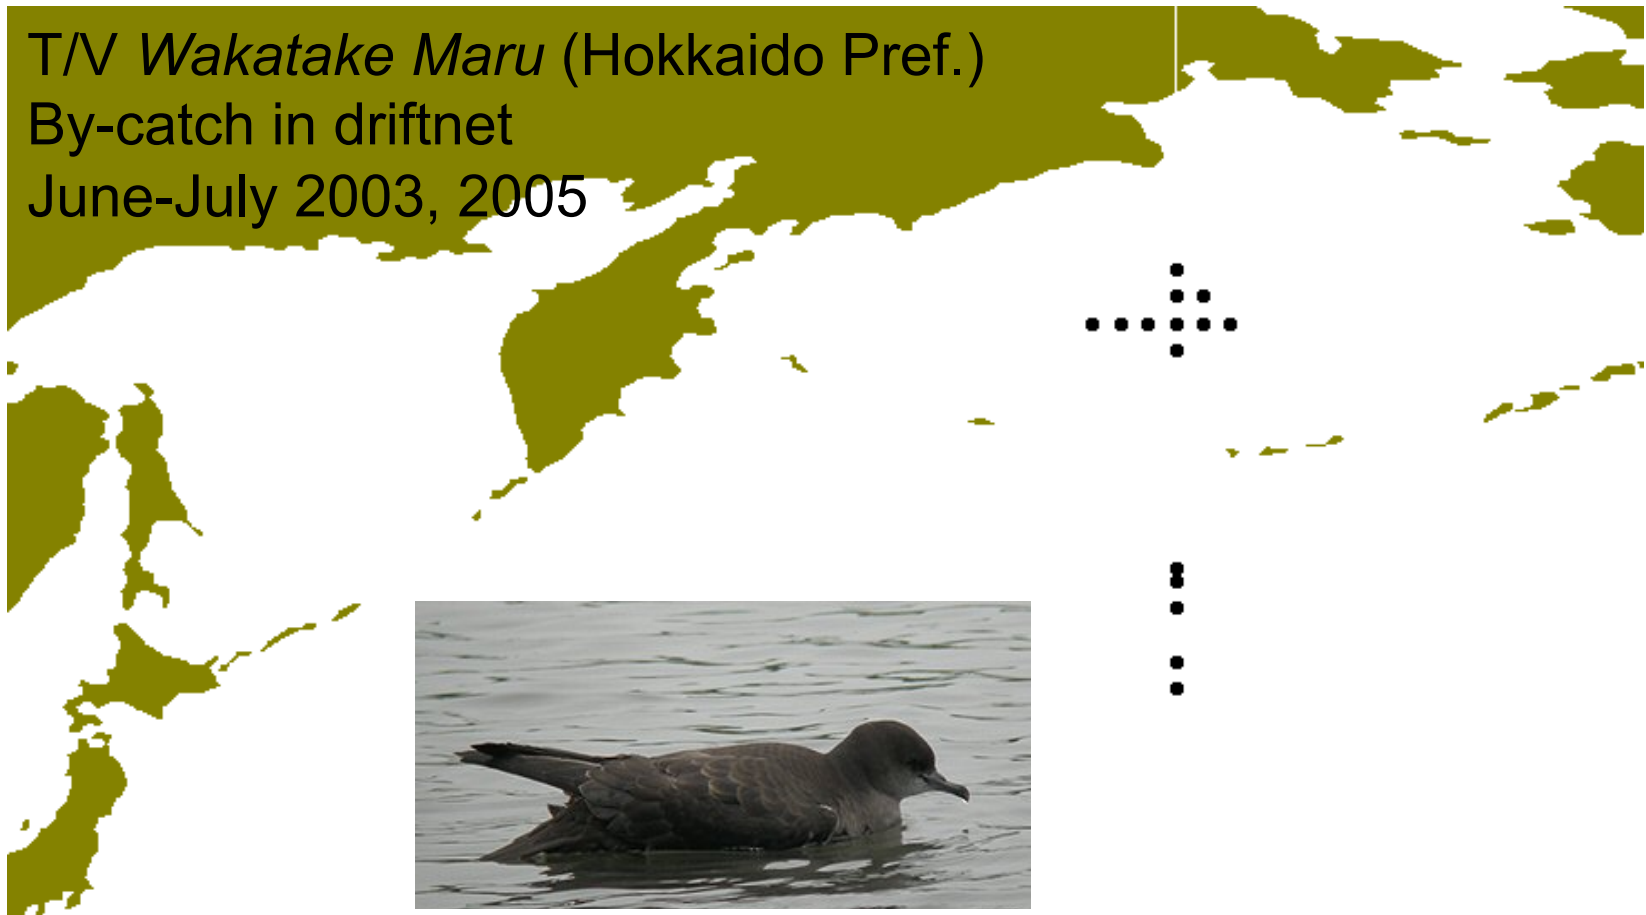 T/V Wakatake Maru (Hokkaido Pref.)
By-catch in driftnet
June-July 2003, 2005